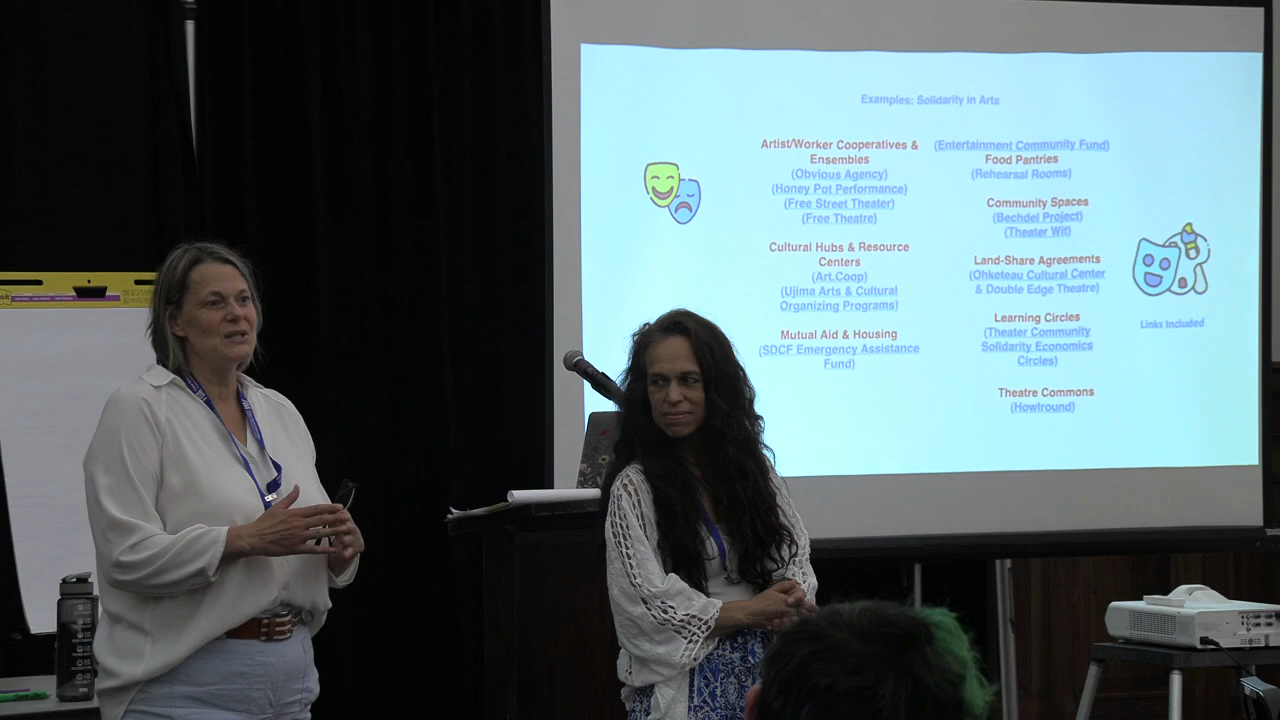 Examples: Solidarity in Arts
Artist/Worker Cooperatives &
Ensembles
(Obvious Agency)
(Honey Pot Performance)
(Free Street Theater)
(Free Theatre)
Cultural Hubs & Resource
Centers
(Art.Coop)
(Ujima Arts & Cultural
Organizing Programs)
Mutual Aid & Housing
(SDCF Emergency Assistance
Fund)
(Entertainment Community Fund)
Food Pantries
(Rehearsal Rooms)
Community Spaces
(Bechdel Project)
(Theater Wit)
Land-Share Agreements
(Ohketeau Cultural Center
& Double Edge Theatre)
Learning Circles
(Theater Community
Solidarity Economics
Circles)
Theatre Commons
(Howlround)
Links Included